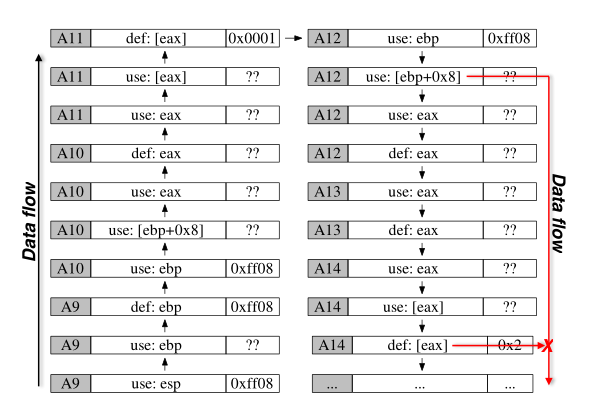 A11 def: [eax] 0x0001
A11 use: [eax] ??
A11 use: eax ??
A10 def: eax ??
A10 use: eax ??
A10 use: [ebp+0x8] ??
A10 use: ebp 0xff08
A9 def: ebp 0xff08
A9 use: ebp ??
A9 use: esp 0xff08
Data flow
A12 use: ebp 0xff08
A12 use: [ebp+0x8] ??
A12 use: eax ??
A12 def: eax ??
A13 use: eax ??
A13 def: eax ??
A14 use: eax ??
A14 use: [eax] ??
A14 def: [eax] 0x2
... ... ...
Data flow
X